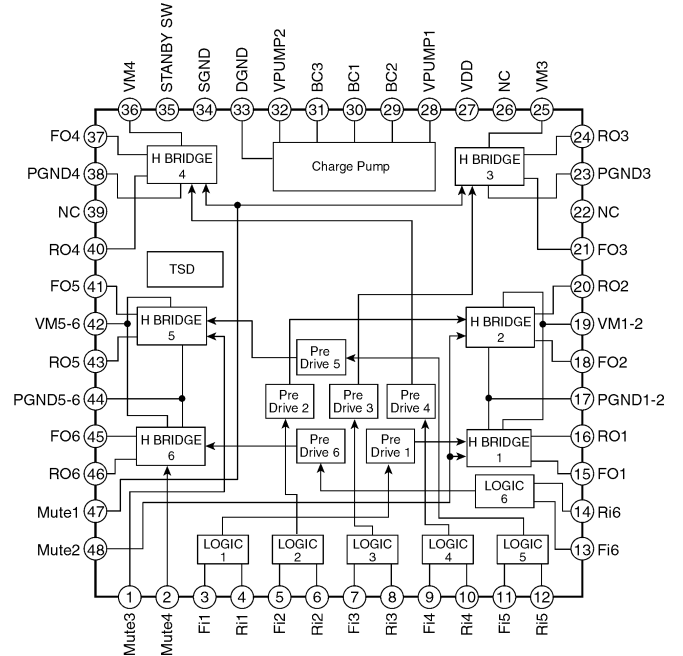 VM4
STANBY SW
SGND
DGND
VPUMP2
BC3
BC1
BC2
VPUMP1
VDD
NC
VM3
36 35 34 33 32 31 30 29 28 27 26 25
FO4 37
H BRIDGE
4
Charge Pump
H BRIDGE
3
24 RO3
PGND4 38
23 PGND3
NC 39
22 NC
RO4 40
21 FO3
TSD
FO5 41
20 RO2
VM5-6 42
H BRIDGE
5
H BRIDGE
2
19 VM1-2
RO5 43
Pre
Drive 5
18 FO2
PGND5-6 44
Pre
Drive 2
Pre
Drive 3
Pre
Drive 4
17 PGND1-2
FO6 45
H BRIDGE
6
Pre
Drive 6
Pre
Drive 1
H BRIDGE
1
16 RO1
RO6 46
15 FO1
LOGIC
6
Mute1 47
14 Ri6
Mute2 48
LOGIC
1
LOGIC
2
LOGIC
3
LOGIC
4
LOGIC
5
13 Fi6
1 2 3 4 5 6 7 8 9 10 11 12
Mute3
Mute4
Fi1
Ri1
Fi2
Ri2
Fi3
Ri3
Fi4
Ri4
Fi5
Ri5